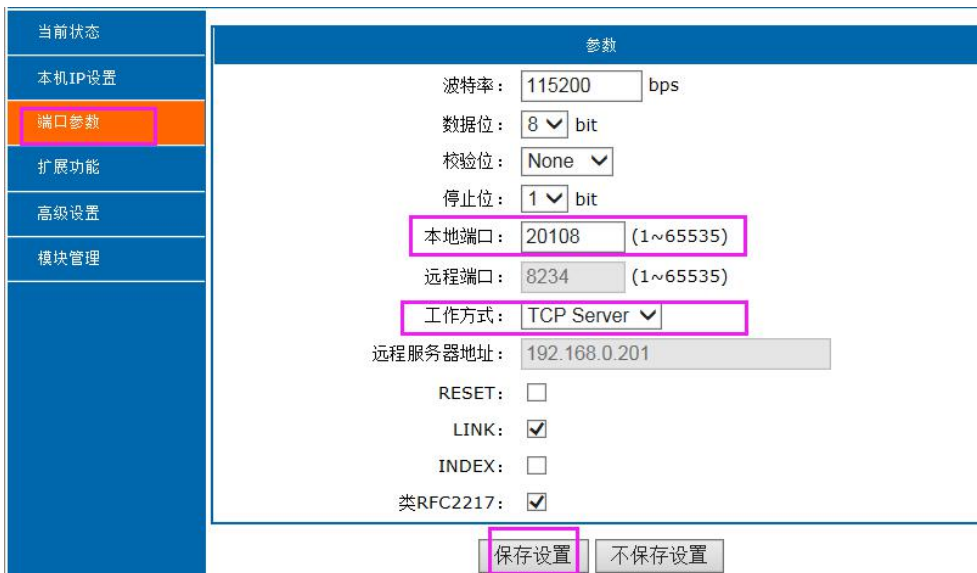 当前状态
本机IP设置
端口参数
扩展功能
高级设置
模块管理
参数
波特率： 115200 bps
数据位： 8 bit
校验位： None
停止位： 1 bit
本地端口： 20108 (1~65535)
远程端口： 8234 (1~65535)
工作方式： TCP Server
远程服务器地址： 192.168.0.201
RESET：
LINK：
INDEX：
类RFC2217：
保存设置 不保存设置